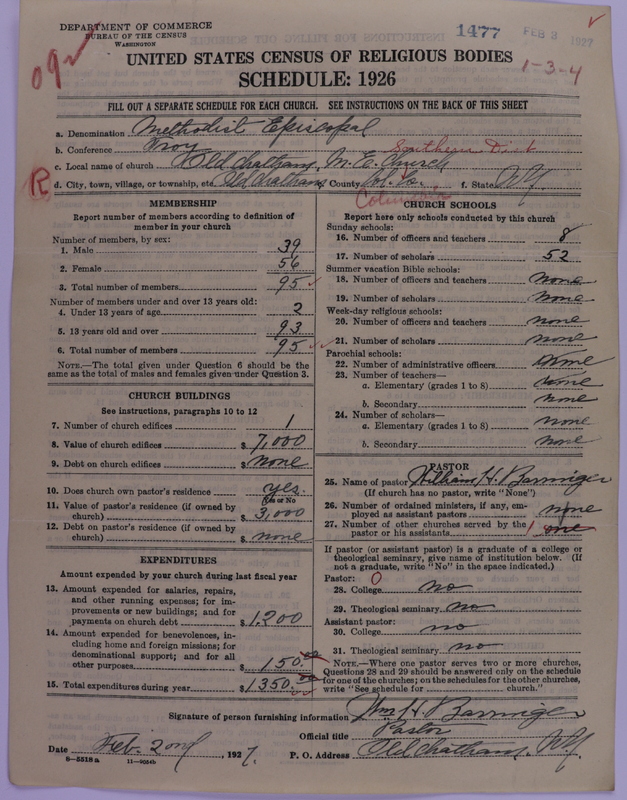 DEPARTMENT OF COMMERCE
BUREAU OF THE CENSUS
WASHINGTON
1477 FEB 3 1927
UNITED STATES CENSUS OF RELIGIOUS BODIES
SCHEDULE: 1926
1-3-4
FILL OUT A SEPARATE SCHEDULE FOR EACH CHURCH. SEE INSTRUCTIONS ON THE BACK OF THIS SHEET
a. Denomination Methodist Episcopal
b. Conference Troy Southern Dist
c. Local name of church Old Chatham, M. E. Church
R
d. City, town, village, or township, etc. Old Chatham County Col. Co. f. State N.Y.
Columbia
MEMBERSHIP
Report number of members according to definition of
member in your church
Number of members, by sex:
1. Male 39
2. Female 56
3. Total number of members 95
Number of members under and over 13 years old:
4. Under 13 years of age 2
5. 13 years old and over 93
6. Total number of members 95
NOTE.—The total given under Question 6 should be the
same as the total of males and females given under Question 3.
CHURCH BUILDINGS
See instructions, paragraphs 10 to 12
7. Number of church edifices 1
8. Value of church edifices $ 7,000
9. Debt on church edifices $ none
10. Does church own pastor's residence yes.
Yes or No
11. Value of pastor's residence (if owned by
church) $ 3,000
12. Debt on pastor's residence (if owned by
church) $ none
EXPENDITURES
Amount expended by your church during last fiscal year
13. Amount expended for salaries, repairs,
and other running expenses; for im-
provements or new buildings; and for
payments on church debt $ 1,200
14. Amount expended for benevolences, in-
cluding home and foreign missions; for
denominational support; and for all
other purposes $ 150.00
15. Total expenditures during year $ 1350.00
CHURCH SCHOOLS
Report here only schools conducted by this church
Sunday schools:
16. Number of officers and teachers 8
17. Number of scholars 52
Summer vacation Bible schools:
18. Number of officers and teachers none
19. Number of scholars none
Week-day religious schools:
20. Number of officers and teachers none
21. Number of scholars none
Parochial schools:
22. Number of administrative officers none
23. Number of teachers—
a. Elementary (grades 1 to 8) none
b. Secondary none
24. Number of scholars—
a. Elementary (grades 1 to 8) none
b. Secondary none
PASTOR
25. Name of pastor William H. Barringer
(If church has no pastor, write "None")
26. Number of ordained ministers, if any, em-
ployed as assistant pastors none
27. Number of other churches served by the
pastor or his assistants 1 one
If pastor (or assistant pastor) is a graduate of a college or
theological seminary, give name of institution below. (If
not a graduate, write "No" in the space indicated.)
Pastor: 0
28. College no
29. Theological seminary no
Assistant pastor:
30. College no
31. Theological seminary no
NOTE.—Where one pastor serves two or more churches,
Questions 28 and 29 should be answered only on the schedule
for one of the churches; on the schedules for the other churches,
write "See schedule for church."
Signature of person furnishing information Wm. H. Barringer
Official title Pastor
Date Feb. 2nd, 1927.
P. O. Address Old Chatham, N.Y.
8-5518a 11-9034b